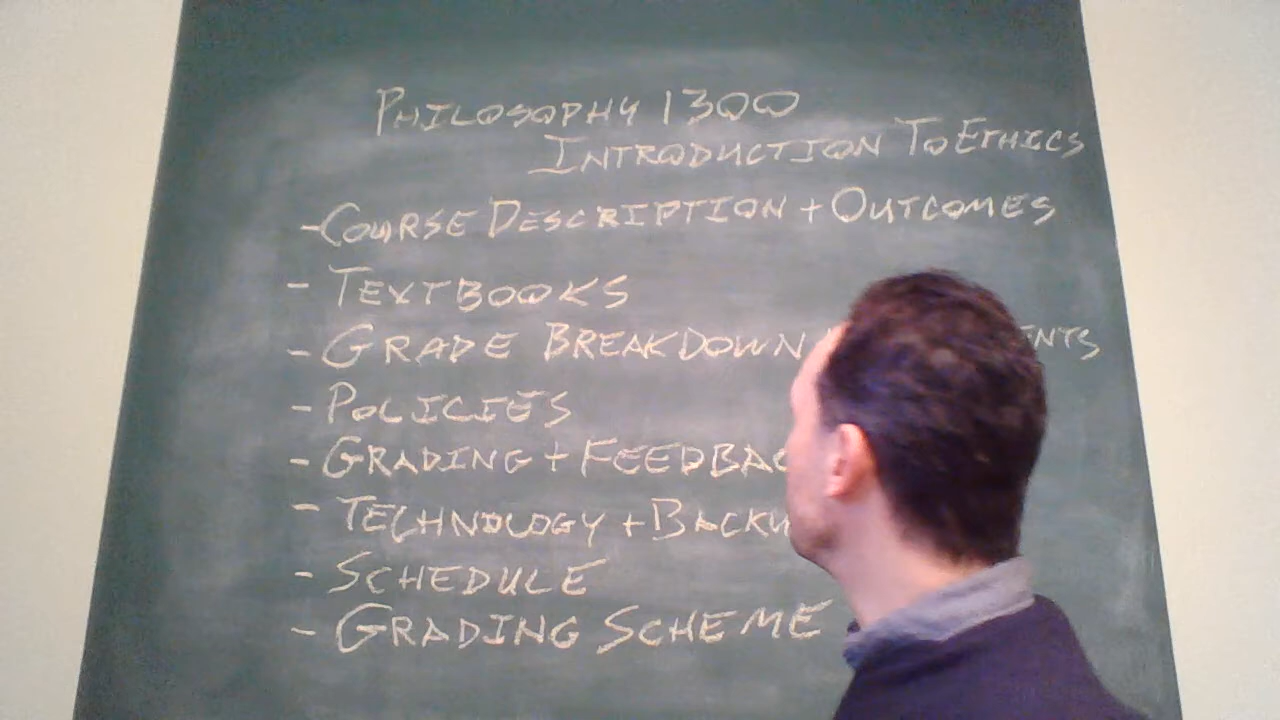 PHILOSOPHY 1300
INTRODUCTION TO ETHICS
- COURSE DESCRIPTION + OUTCOMES
- TEXTBOOKS
- GRADE BREAKDOWN
- POLICIES
- GRADING + FEEDBAC
- TECHNOLOGY + BACKU
- SCHEDULE
- GRADING SCHEME